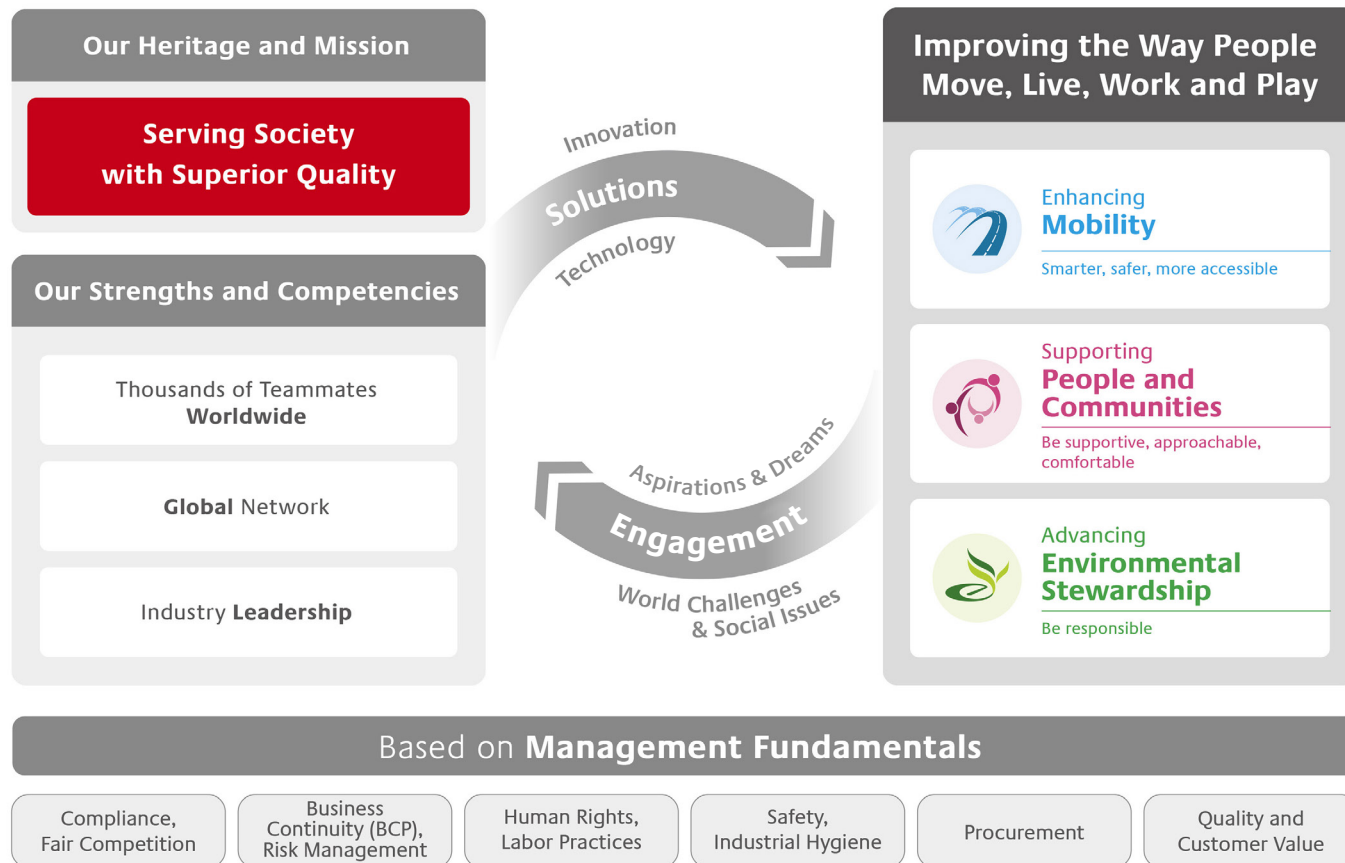 Our Heritage and Mission
Serving Society
with Superior Quality
Our Strengths and Competencies
Thousands of Teammates
Worldwide
Global Network
Industry Leadership
Innovation
Solutions
Technology
Aspirations & Dreams
Engagement
World Challenges
& Social Issues
Improving the Way People
Move, Live, Work and Play
Enhancing
Mobility
Smarter, safer, more accessible
Supporting
People and
Communities
Be supportive, approachable,
comfortable
Advancing
Environmental
Stewardship
Be responsible
Based on Management Fundamentals
Compliance,
Fair Competition
Business
Continuity (BCP),
Risk Management
Human Rights,
Labor Practices
Safety,
Industrial Hygiene
Procurement
Quality and
Customer Value